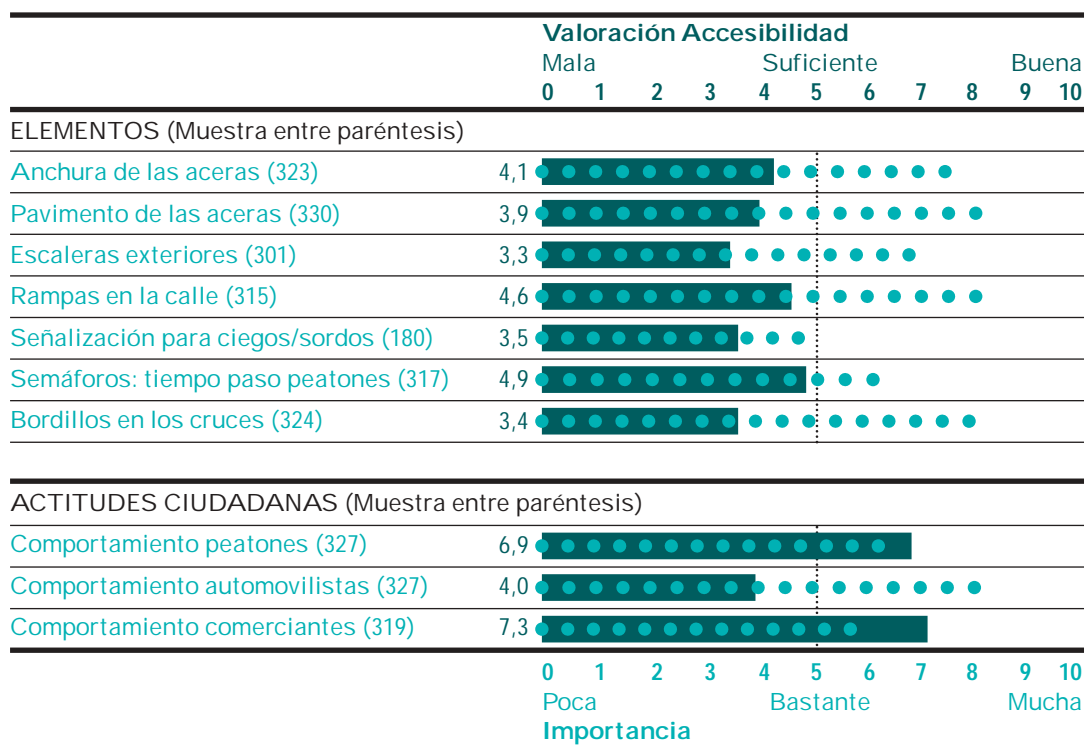 Valoración Accesibilidad
Mala Suficiente Buena
0 1 2 3 4 5 6 7 8 9 10
ELEMENTOS (Muestra entre paréntesis)
Anchura de las aceras (323) 4,1
Pavimento de las aceras (330) 3,9
Escaleras exteriores (301) 3,3
Rampas en la calle (315) 4,6
Señalización para ciegos/sordos (180) 3,5
Semáforos: tiempo paso peatones (317) 4,9
Bordillos en los cruces (324) 3,4
ACTITUDES CIUDADANAS (Muestra entre paréntesis)
Comportamiento peatones (327) 6,9
Comportamiento automovilistas (327) 4,0
Comportamiento comerciantes (319) 7,3
0 1 2 3 4 5 6 7 8 9 10
Poca Bastante Mucha
Importancia